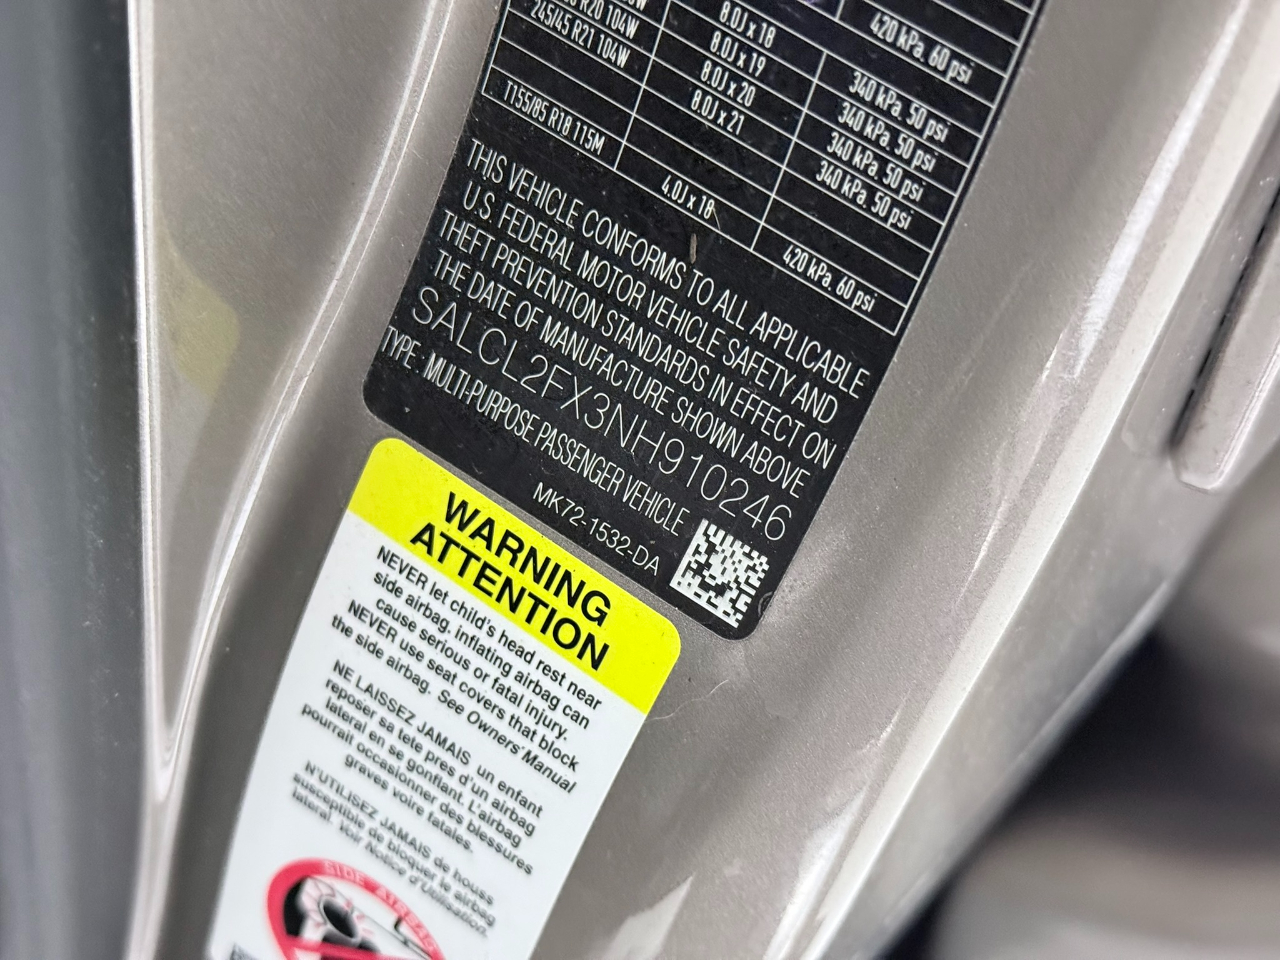 R20 104W
245/45 R21 104W
T155/85 R18 115M
8.0J x 18
8.0J x 19
8.0J x 20
8.0J x 21
4.0J x 18
420 kPa. 60 psi
340 kPa. 50 psi
340 kPa. 50 psi
340 kPa. 50 psi
340 kPa. 50 psi
420 kPa. 60 psi
THIS VEHICLE CONFORMS TO ALL APPLICABLE
U.S. FEDERAL MOTOR VEHICLE SAFETY AND
THEFT PREVENTION STANDARDS IN EFFECT ON
THE DATE OF MANUFACTURE SHOWN ABOVE
SALCL2FX3NH910246
TYPE : MULTI-PURPOSE PASSENGER VEHICLE
MK72-1532-DA
WARNING
ATTENTION
NEVER let child's head rest near
side airbag, inflating airbag can
cause serious or fatal injury.
NEVER use seat covers that block
the side airbag. See Owners' Manual
NE LAISSEZ JAMAIS un enfant
reposer sa tete pres d'un airbag
lateral en se gonflant. L'airbag
pourrait occasionner des blessures
graves voire fatales.
N'UTILISEZ JAMAIS de houss
susceptible de bloquer le airbag
lateral. Voir Notice d'Utilisation.
SIDE AIRBAG